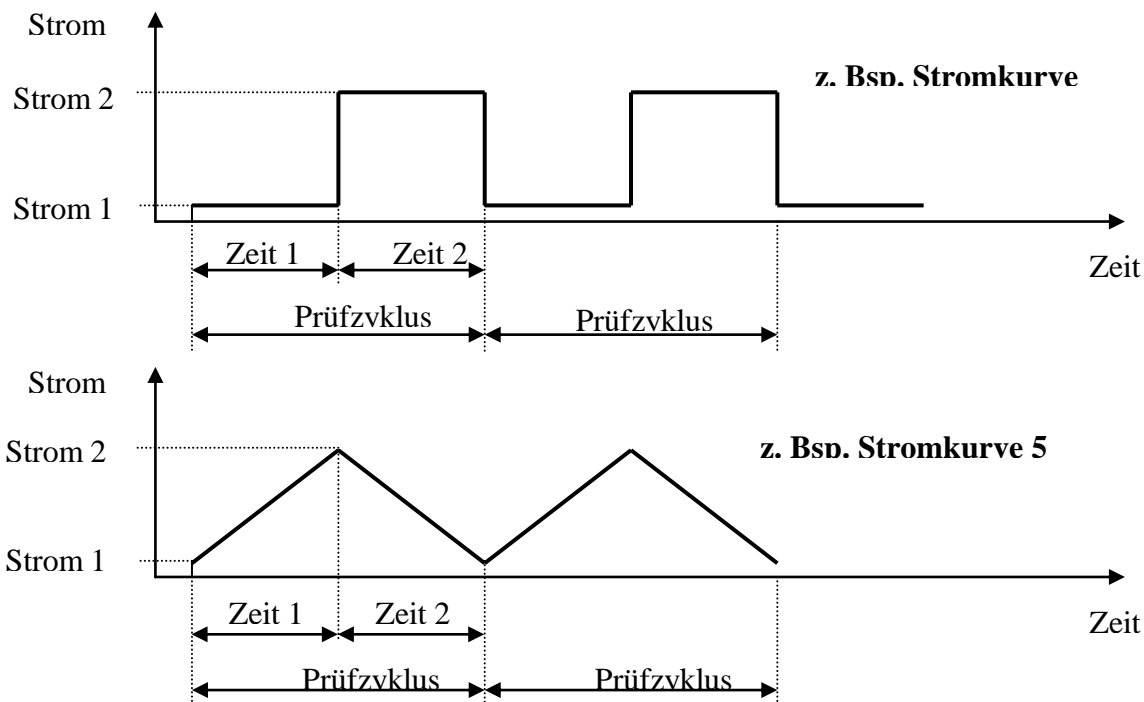 Strom
z. Bsp. Stromkurve
Strom 2
Strom 1
Zeit 1
Zeit 2
Zeit
Prüfzyklus
Prüfzyklus
Strom
Strom 2
z. Bsp. Stromkurve 5
Strom 1
Zeit 1
Zeit 2
Zeit
Prüfzyklus
Prüfzyklus